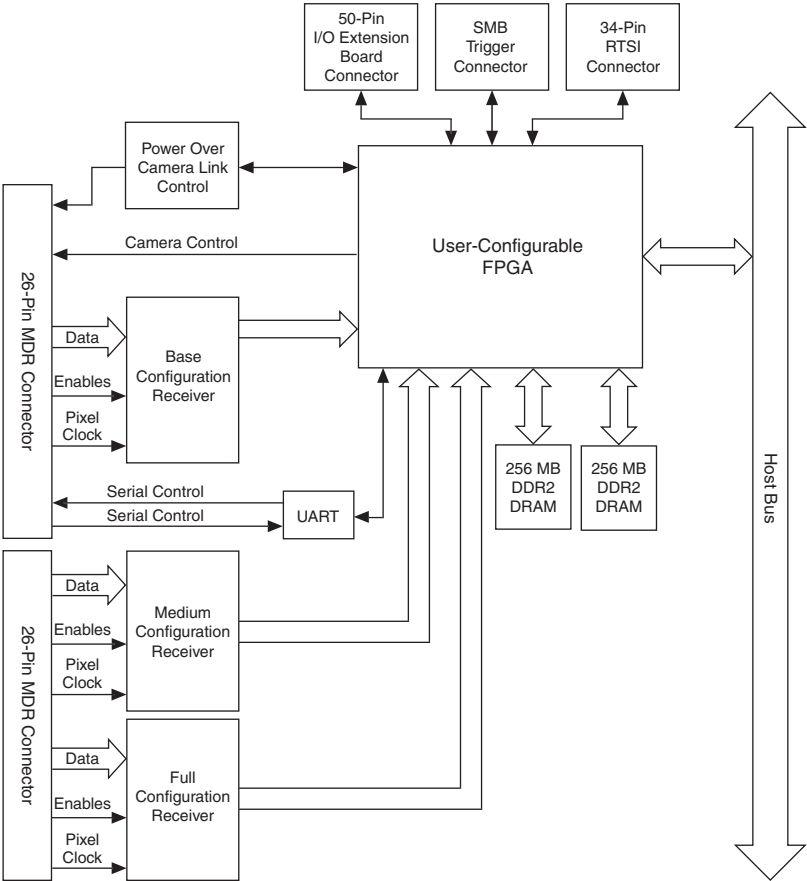 50-Pin
I/O Extension
Board
Connector
SMB
Trigger
Connector
34-Pin
RTSI
Connector
Power Over
Camera Link
Control
Camera Control
User-Configurable
FPGA
26-Pin MDR Connector
Data
Enables
Pixel
Clock
Base
Configuration
Receiver
Serial Control
Serial Control
UART
256 MB
DDR2
DRAM
256 MB
DDR2
DRAM
Host Bus
26-Pin MDR Connector
Data
Enables
Pixel
Clock
Medium
Configuration
Receiver
Data
Enables
Pixel
Clock
Full
Configuration
Receiver